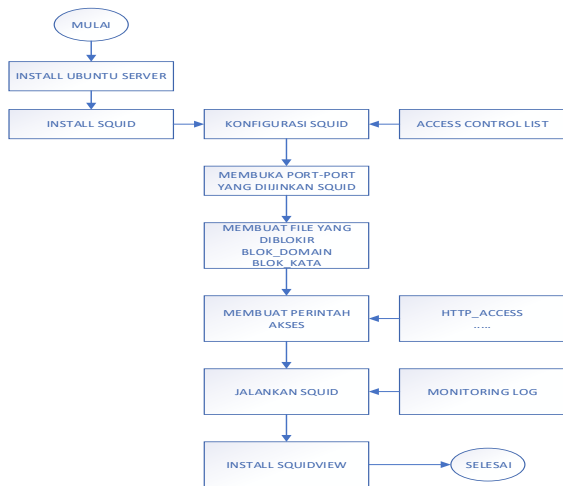 MULAI
INSTALL UBUNTU SERVER
INSTALL SQUID
KONFIGURASI SQUID
ACCESS CONTROL LIST
MEMBUKA PORT-PORT
YANG DIIJINKAN SQUID
MEMBUAT FILE YANG
DIBLOKIR
BLOK_DOMAIN
BLOK_KATA
MEMBUAT PERINTAH
AKSES
HTTP_ACCESS
.....
JALANKAN SQUID
MONITORING LOG
INSTALL SQUIDVIEW
SELESAI